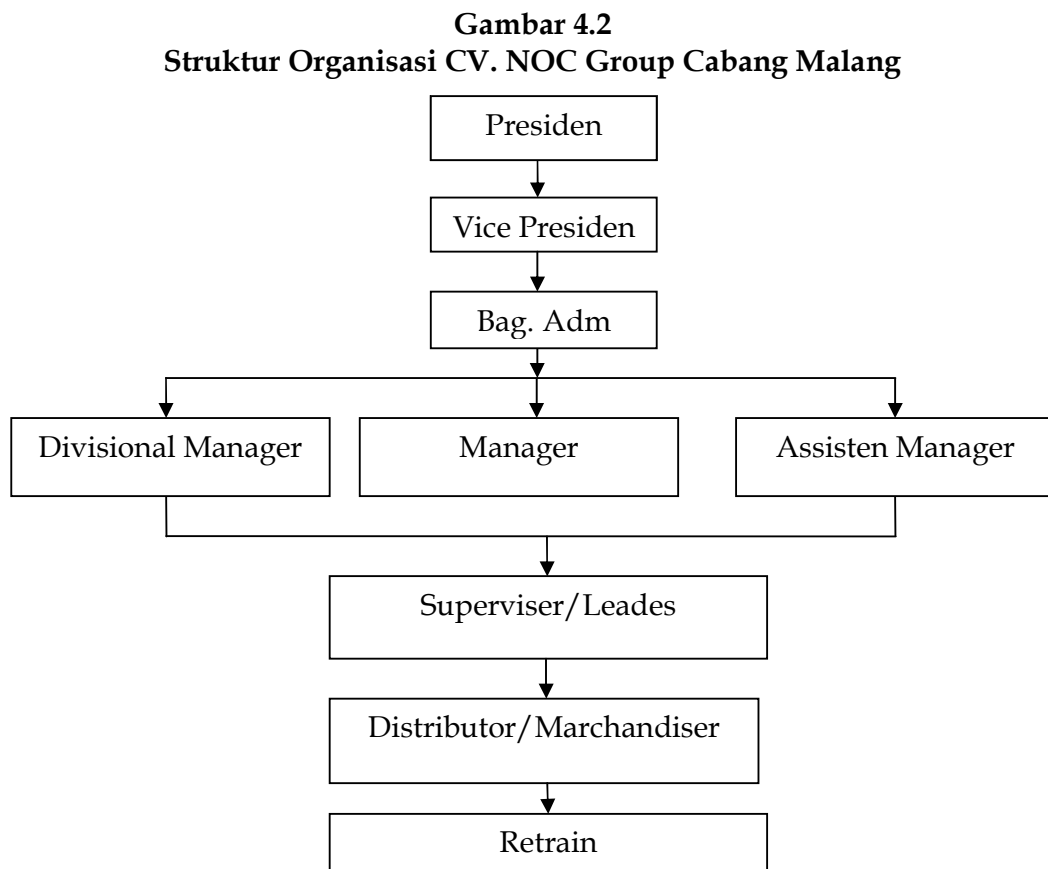 Gambar 4.2
Struktur Organisasi CV. NOC Group Cabang Malang
Presiden
Vice Presiden
Bag. Adm
Divisional Manager
Manager
Assisten Manager
Superviser/Leades
Distributor/Marchandiser
Retrain